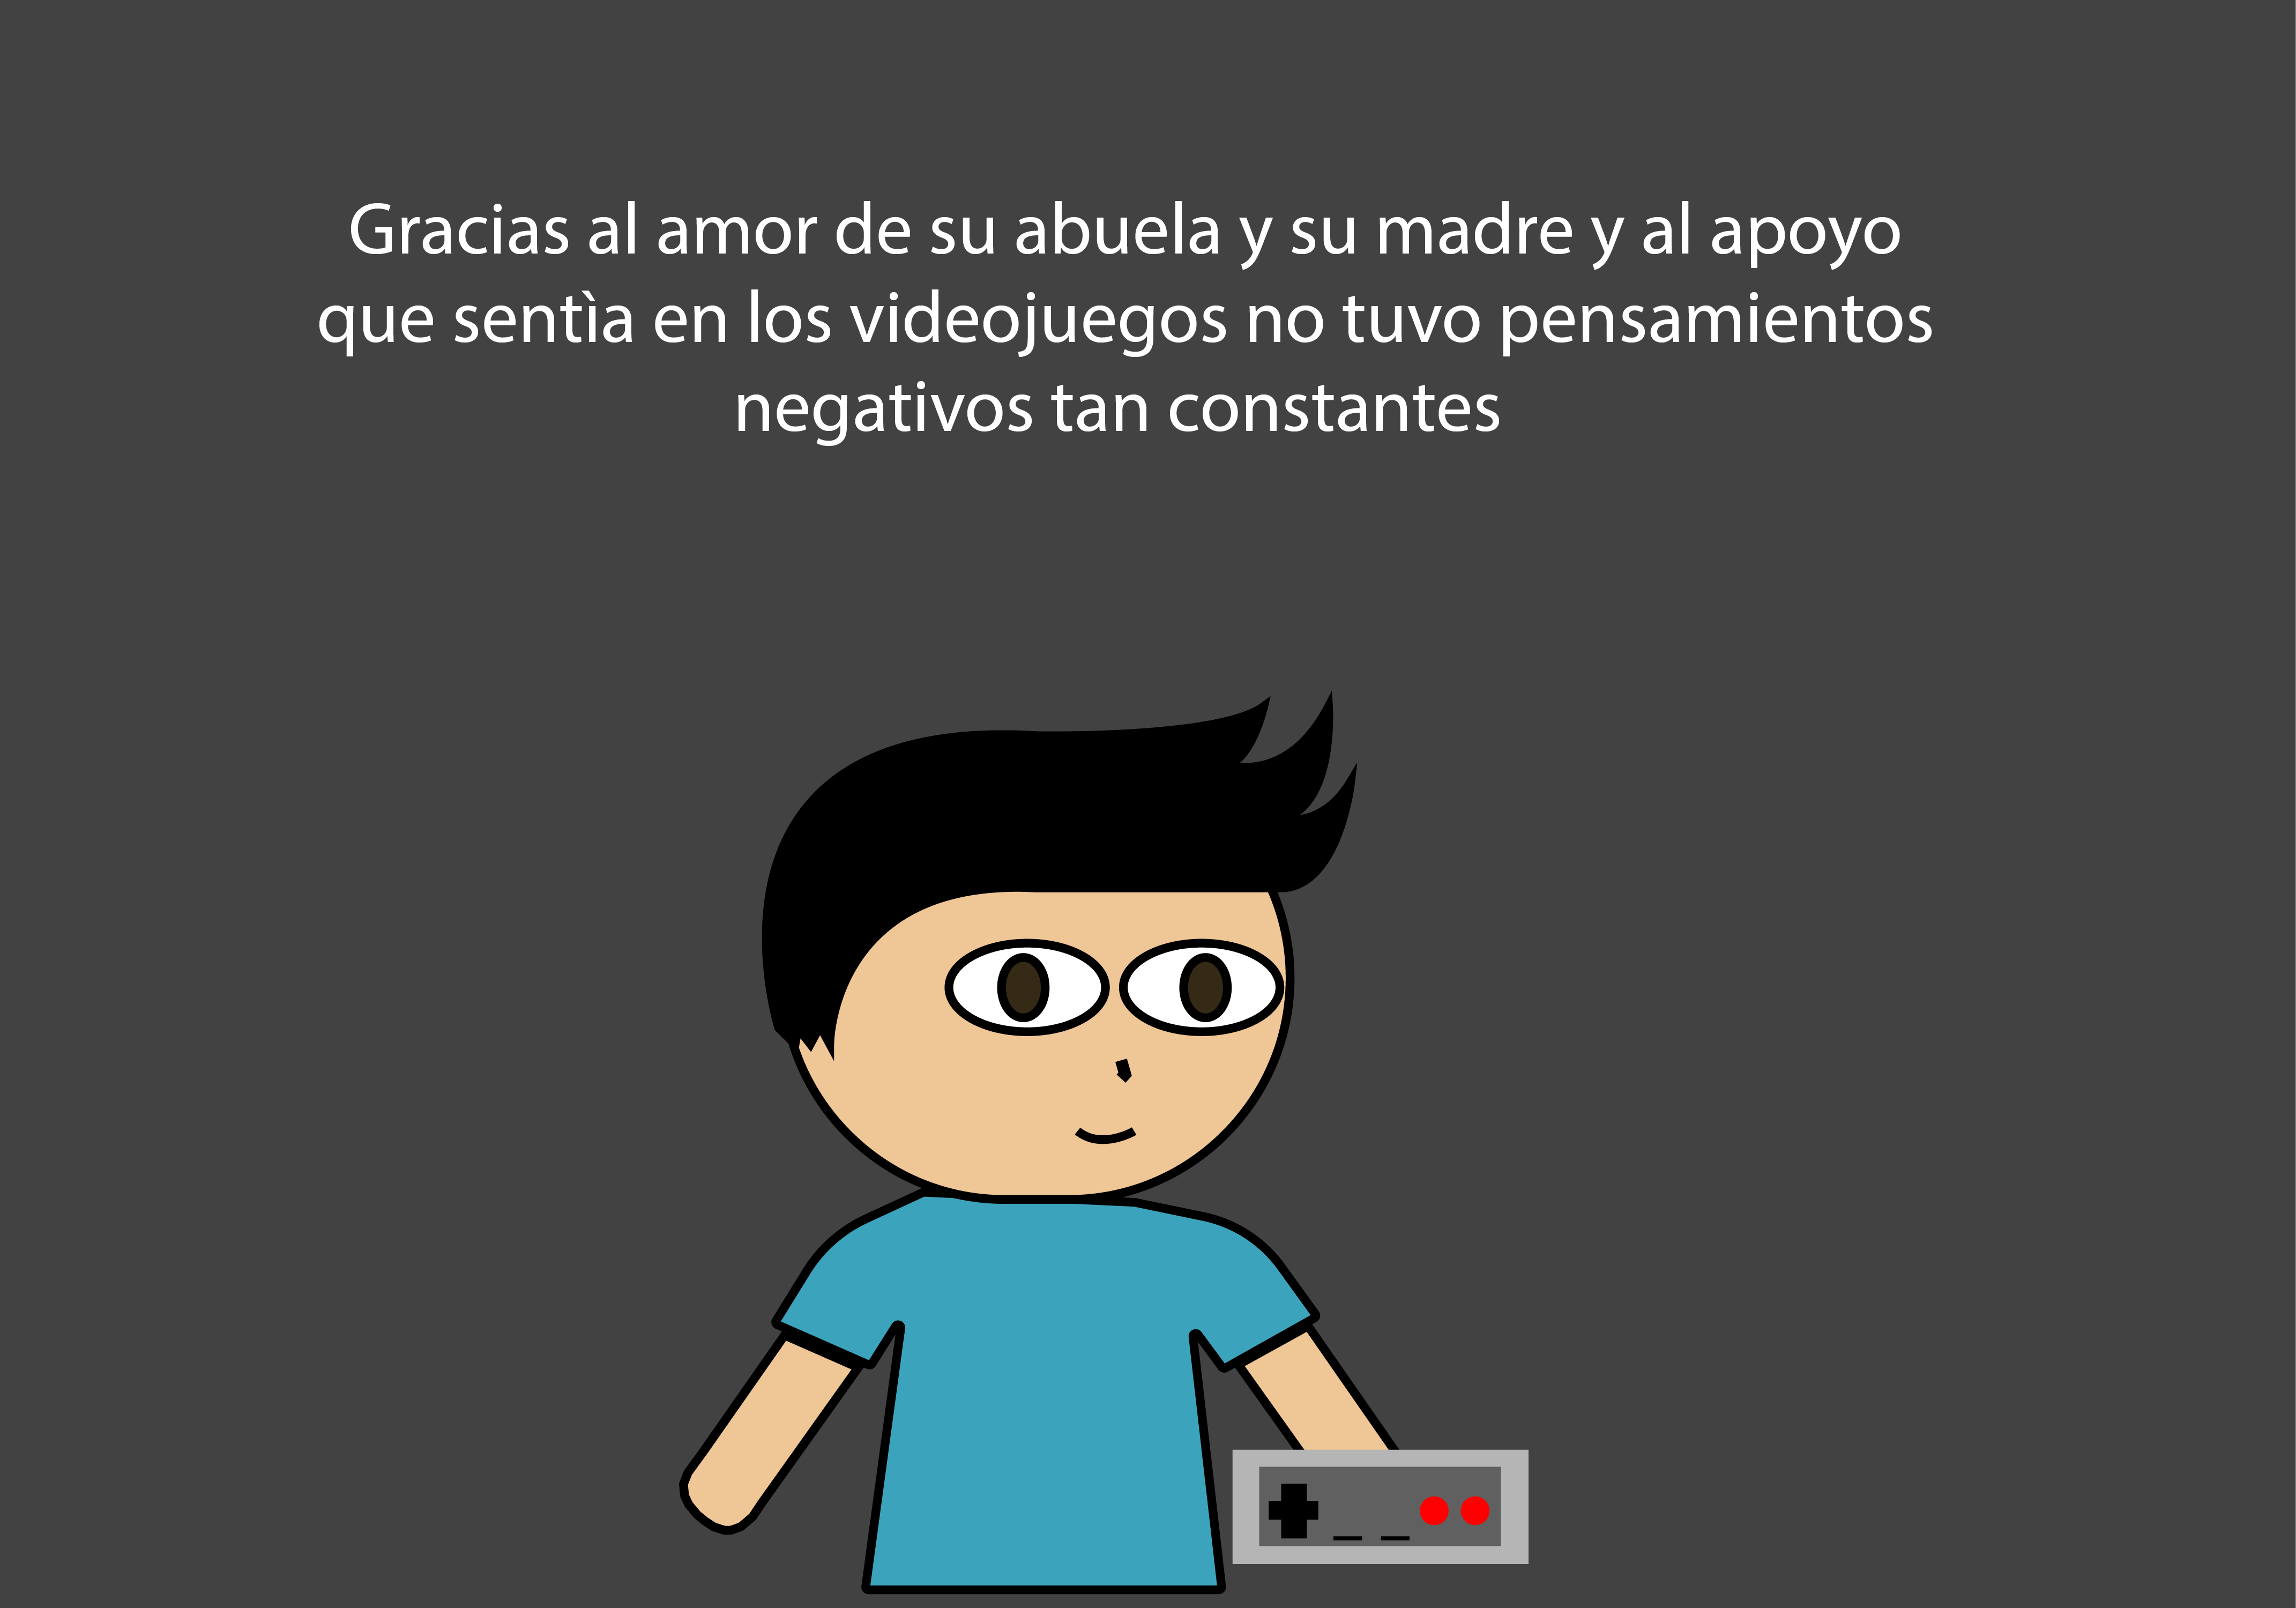 Gracias al amor de su abuela y su madre y al apoyo
que sentìa en los videojuegos no tuvo pensamientos
negativos tan constantes